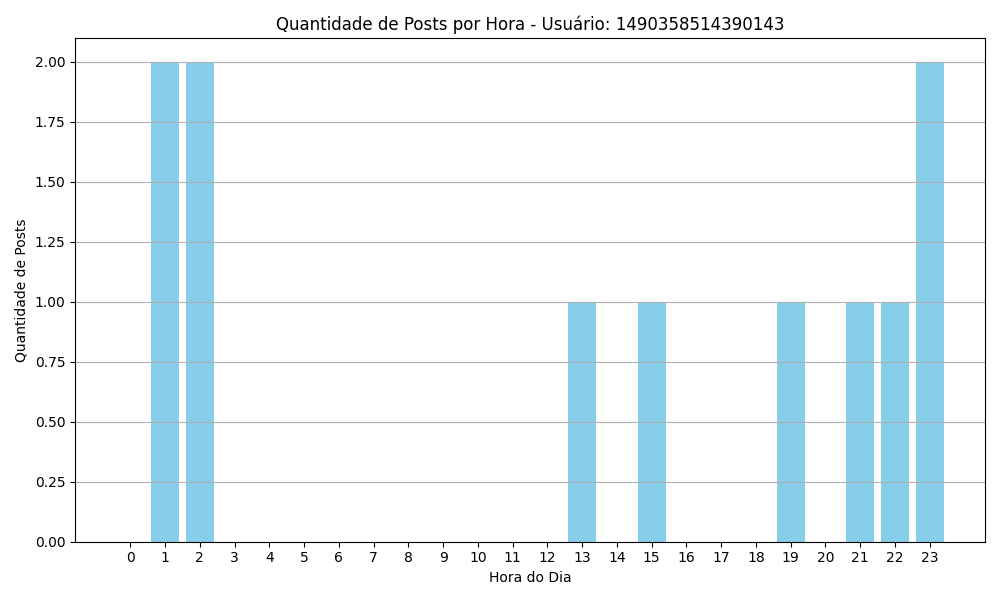 Quantidade de Posts por Hora - Usuário: 1490358514390143
Quantidade de Posts
2.00
1.75
1.50
1.25
1.00
0.75
0.50
0.25
0.00
0 1 2 3 4 5 6 7 8 9 10 11 12 13 14 15 16 17 18 19 20 21 22 23
Hora do Dia